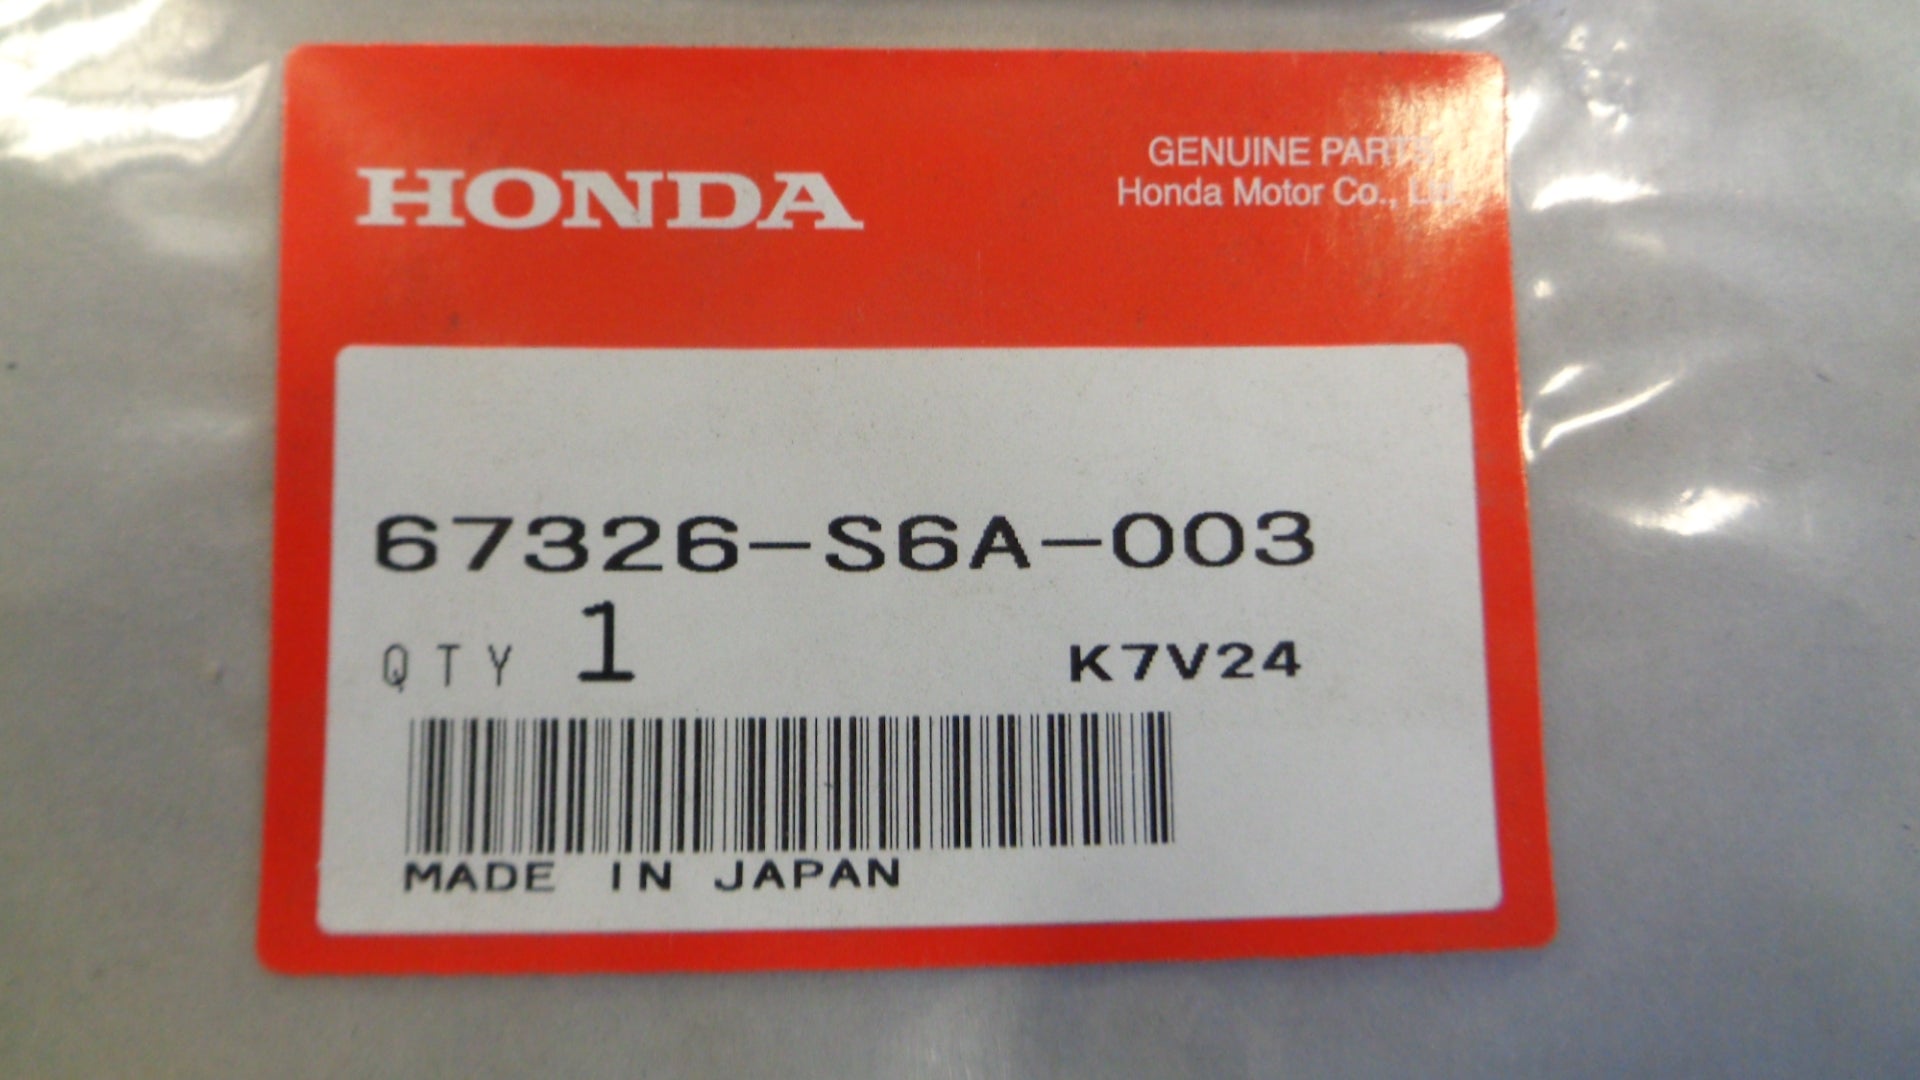 HONDA
GENUINE PARTS
Honda Motor Co., Ltd.
67326-S6A-003
QTY 1 K7V24
MADE IN JAPAN